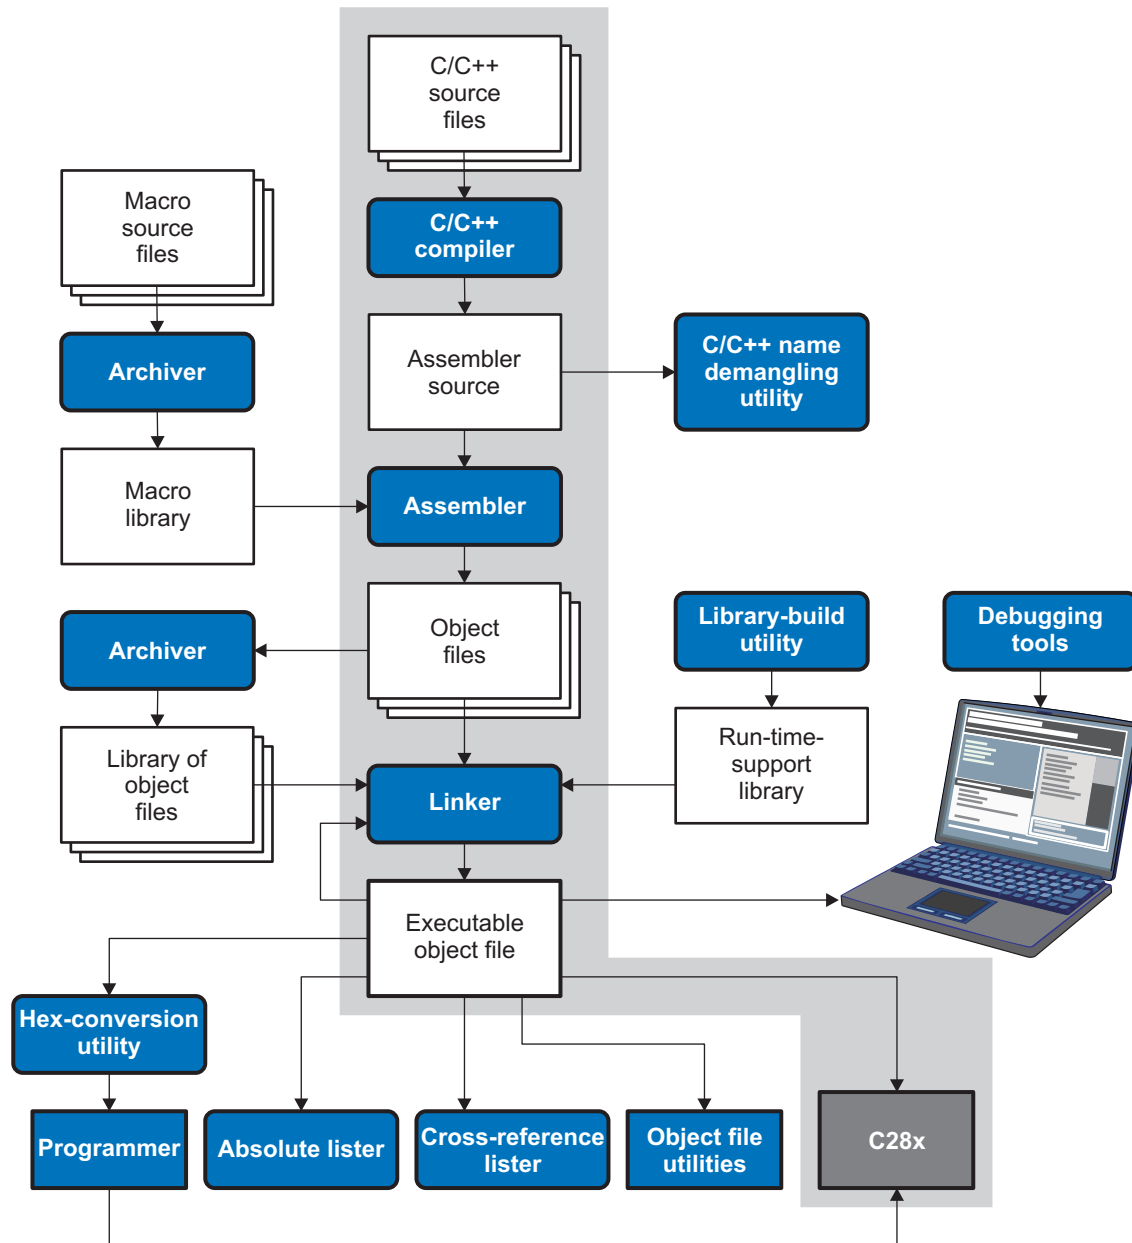 C/C++
source
files
Macro
source
files
C/C++
compiler
Archiver
Assembler
source
C/C++ name
demangling
utility
Macro
library
Assembler
Archiver
Object
files
Library-build
utility
Debugging
tools
Library of
object
files
Linker
Run-time-
support
library
Executable
object file
Hex-conversion
utility
Programmer
Absolute lister
Cross-reference
lister
Object file
utilities
C28x